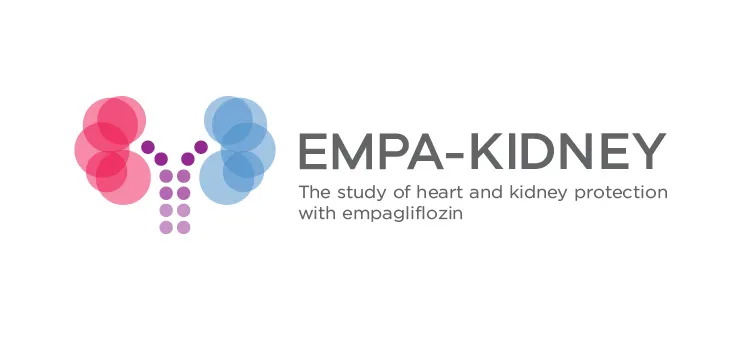 EMPA-KIDNEY
The study of heart and kidney protection
with empagliflozin